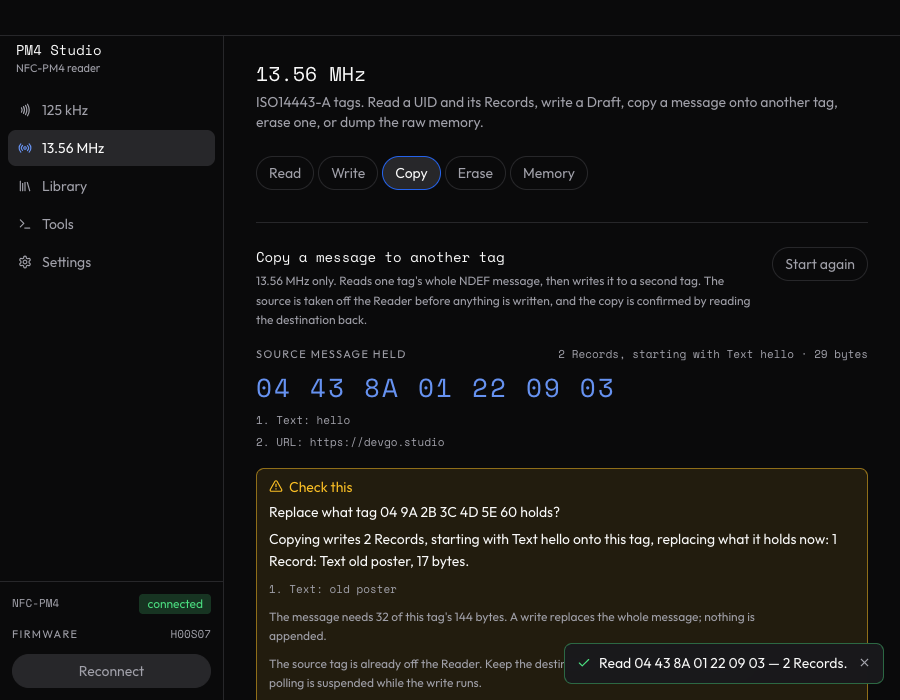 PM4 Studio
NFC-PM4 reader
125 kHz
13.56 MHz
Library
Tools
Settings
NFC-PM4
connected
FIRMWARE
H00S07
Reconnect
13.56 MHz
ISO14443-A tags. Read a UID and its Records, write a Draft, copy a message onto another tag,
erase one, or dump the raw memory.
Read
Write
Copy
Erase
Memory
Copy a message to another tag
Start again
13.56 MHz only. Reads one tag's whole NDEF message, then writes it to a second tag. The
source is taken off the Reader before anything is written, and the copy is confirmed by reading
the destination back.
SOURCE MESSAGE HELD
2 Records, starting with Text hello · 29 bytes
04 43 8A 01 22 09 03
1. Text: hello
2. URL: https://devgo.studio
Check this
Replace what tag 04 9A 2B 3C 4D 5E 60 holds?
Copying writes 2 Records, starting with Text hello onto this tag, replacing what it holds now: 1
Record: Text old poster, 17 bytes.
1. Text: old poster
The message needs 32 of this tag's 144 bytes. A write replaces the whole message; nothing is
appended.
The source tag is already off the Reader. Keep the
polling is suspended while the write runs.
Read 04 43 8A 01 22 09 03 — 2 Records.